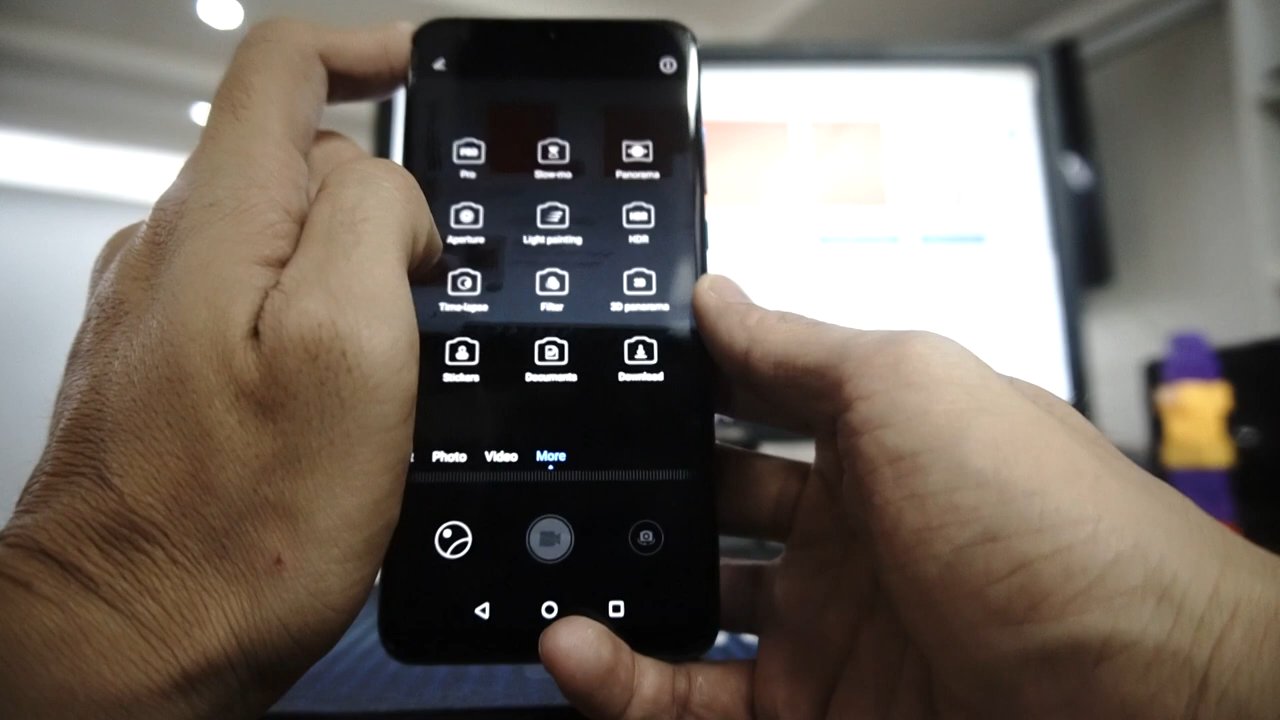 Pro Slow-mo Panorama
Aperture Light painting HDR
Time-lapse Filter 3D panorama
Stickers Documents Download
Photo Video More